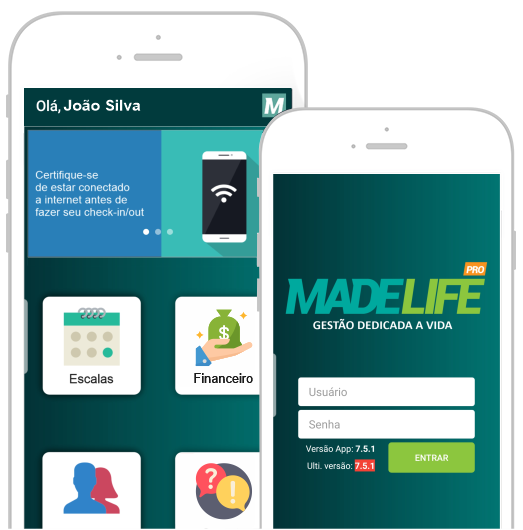 Olá, João Silva
M
Certifique-se
de estar conectado
a internet antes de
fazer seu check-in/out
Escalas
Financeiro
$
?
!
PRO
MADELIFE
GESTÃO DEDICADA A VIDA
Usuário
Senha
Versão App: 7.5.1
Ulti. versão: 7.5.1
ENTRAR